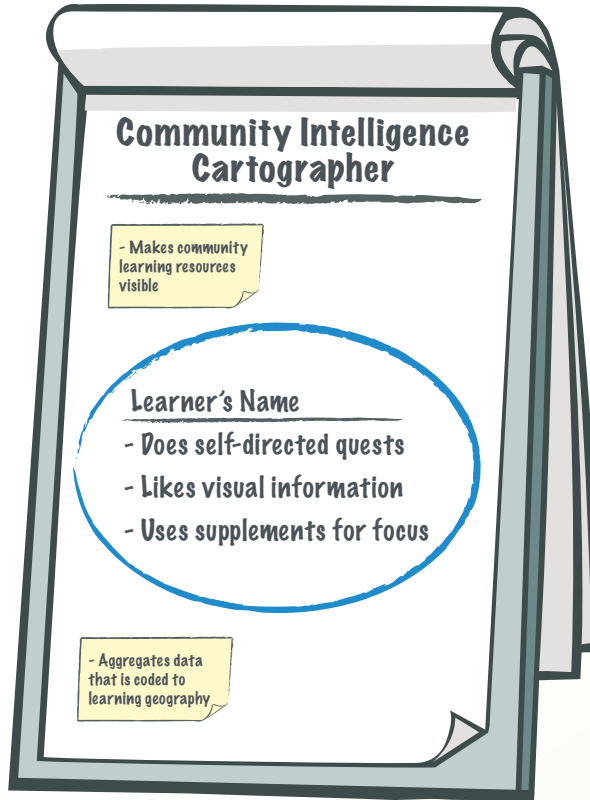 Community Intelligence
Cartographer
- Makes community
learning resources
visible
Learner's Name
- Does self-directed quests
- Likes visual information
- Uses supplements for focus
- Aggregates data
that is coded to
learning geography